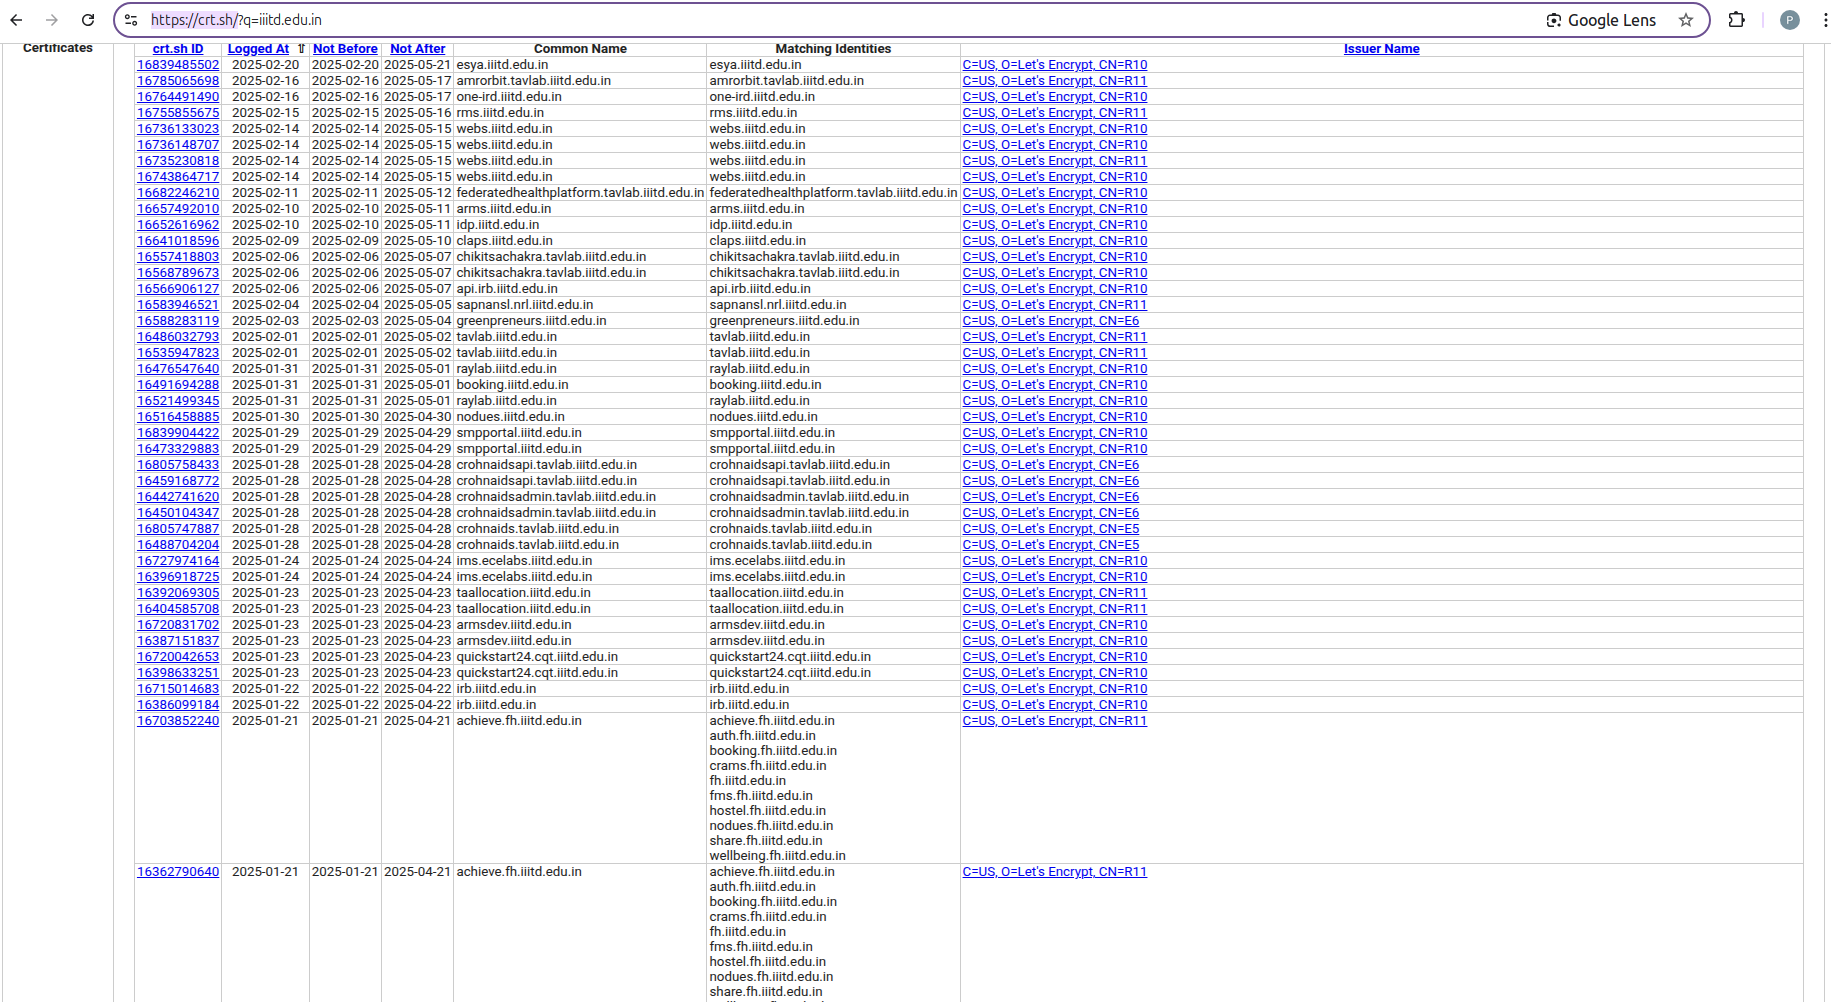 https://crt.sh/?q=iiitd.edu.in Google Lens P
Certificates crt.sh ID Logged At ⇧ Not Before Not After Common Name Matching Identities Issuer Name
16839485502 2025-02-20 2025-02-20 2025-05-21 esya.iiitd.edu.in esya.iiitd.edu.in C=US, O=Let's Encrypt, CN=R10
16785065698 2025-02-16 2025-02-16 2025-05-17 amrorbit.tavlab.iiitd.edu.in amrorbit.tavlab.iiitd.edu.in C=US, O=Let's Encrypt, CN=R11
16764491490 2025-02-16 2025-02-16 2025-05-17 one-ird.iiitd.edu.in one-ird.iiitd.edu.in C=US, O=Let's Encrypt, CN=R10
16755855675 2025-02-15 2025-02-15 2025-05-16 rms.iiitd.edu.in rms.iiitd.edu.in C=US, O=Let's Encrypt, CN=R11
16736133023 2025-02-14 2025-02-14 2025-05-15 webs.iiitd.edu.in webs.iiitd.edu.in C=US, O=Let's Encrypt, CN=R10
16736148707 2025-02-14 2025-02-14 2025-05-15 webs.iiitd.edu.in webs.iiitd.edu.in C=US, O=Let's Encrypt, CN=R10
16735230818 2025-02-14 2025-02-14 2025-05-15 webs.iiitd.edu.in webs.iiitd.edu.in C=US, O=Let's Encrypt, CN=R11
16743864717 2025-02-14 2025-02-14 2025-05-15 webs.iiitd.edu.in webs.iiitd.edu.in C=US, O=Let's Encrypt, CN=R10
16682246210 2025-02-11 2025-02-11 2025-05-12 federatedhealthplatform.tavlab.iiitd.edu.in federatedhealthplatform.tavlab.iiitd.edu.in C=US, O=Let's Encrypt, CN=R10
16657492010 2025-02-10 2025-02-10 2025-05-11 arms.iiitd.edu.in arms.iiitd.edu.in C=US, O=Let's Encrypt, CN=R10
16652616962 2025-02-10 2025-02-10 2025-05-11 idp.iiitd.edu.in idp.iiitd.edu.in C=US, O=Let's Encrypt, CN=R10
16641018596 2025-02-09 2025-02-09 2025-05-10 claps.iiitd.edu.in claps.iiitd.edu.in C=US, O=Let's Encrypt, CN=R10
16557418803 2025-02-06 2025-02-06 2025-05-07 chikitsachakra.tavlab.iiitd.edu.in chikitsachakra.tavlab.iiitd.edu.in C=US, O=Let's Encrypt, CN=R10
16568789673 2025-02-06 2025-02-06 2025-05-07 chikitsachakra.tavlab.iiitd.edu.in chikitsachakra.tavlab.iiitd.edu.in C=US, O=Let's Encrypt, CN=R10
16566906127 2025-02-06 2025-02-06 2025-05-07 api.irb.iiitd.edu.in api.irb.iiitd.edu.in C=US, O=Let's Encrypt, CN=R10
16583946521 2025-02-04 2025-02-04 2025-05-05 sapnansl.nrl.iiitd.edu.in sapnansl.nrl.iiitd.edu.in C=US, O=Let's Encrypt, CN=R11
16588283119 2025-02-03 2025-02-03 2025-05-04 greenpreneurs.iiitd.edu.in greenpreneurs.iiitd.edu.in C=US, O=Let's Encrypt, CN=E6
16486032793 2025-02-01 2025-02-01 2025-05-02 tavlab.iiitd.edu.in tavlab.iiitd.edu.in C=US, O=Let's Encrypt, CN=R11
16535947823 2025-02-01 2025-02-01 2025-05-02 tavlab.iiitd.edu.in tavlab.iiitd.edu.in C=US, O=Let's Encrypt, CN=R11
16476547640 2025-01-31 2025-01-31 2025-05-01 raylab.iiitd.edu.in raylab.iiitd.edu.in C=US, O=Let's Encrypt, CN=R10
16491694288 2025-01-31 2025-01-31 2025-05-01 booking.iiitd.edu.in booking.iiitd.edu.in C=US, O=Let's Encrypt, CN=R10
16521499345 2025-01-31 2025-01-31 2025-05-01 raylab.iiitd.edu.in raylab.iiitd.edu.in C=US, O=Let's Encrypt, CN=R10
16516458885 2025-01-30 2025-01-30 2025-04-30 nodues.iiitd.edu.in nodues.iiitd.edu.in C=US, O=Let's Encrypt, CN=R10
16839904422 2025-01-29 2025-01-29 2025-04-29 smpportal.iiitd.edu.in smpportal.iiitd.edu.in C=US, O=Let's Encrypt, CN=R10
16473329883 2025-01-29 2025-01-29 2025-04-29 smpportal.iiitd.edu.in smpportal.iiitd.edu.in C=US, O=Let's Encrypt, CN=R10
16805758433 2025-01-28 2025-01-28 2025-04-28 crohnaidsapi.tavlab.iiitd.edu.in crohnaidsapi.tavlab.iiitd.edu.in C=US, O=Let's Encrypt, CN=E6
16459168772 2025-01-28 2025-01-28 2025-04-28 crohnaidsapi.tavlab.iiitd.edu.in crohnaidsapi.tavlab.iiitd.edu.in C=US, O=Let's Encrypt, CN=E6
16442741620 2025-01-28 2025-01-28 2025-04-28 crohnaidsadmin.tavlab.iiitd.edu.in crohnaidsadmin.tavlab.iiitd.edu.in C=US, O=Let's Encrypt, CN=E6
16450104347 2025-01-28 2025-01-28 2025-04-28 crohnaidsadmin.tavlab.iiitd.edu.in crohnaidsadmin.tavlab.iiitd.edu.in C=US, O=Let's Encrypt, CN=E6
16805747887 2025-01-28 2025-01-28 2025-04-28 crohnaids.tavlab.iiitd.edu.in crohnaids.tavlab.iiitd.edu.in C=US, O=Let's Encrypt, CN=E5
16488704204 2025-01-28 2025-01-28 2025-04-28 crohnaids.tavlab.iiitd.edu.in crohnaids.tavlab.iiitd.edu.in C=US, O=Let's Encrypt, CN=E5
16727974164 2025-01-24 2025-01-24 2025-04-24 ims.ecelabs.iiitd.edu.in ims.ecelabs.iiitd.edu.in C=US, O=Let's Encrypt, CN=R10
16396918725 2025-01-24 2025-01-24 2025-04-24 ims.ecelabs.iiitd.edu.in ims.ecelabs.iiitd.edu.in C=US, O=Let's Encrypt, CN=R10
16392069305 2025-01-23 2025-01-23 2025-04-23 taallocation.iiitd.edu.in taallocation.iiitd.edu.in C=US, O=Let's Encrypt, CN=R11
16404585708 2025-01-23 2025-01-23 2025-04-23 taallocation.iiitd.edu.in taallocation.iiitd.edu.in C=US, O=Let's Encrypt, CN=R11
16720831702 2025-01-23 2025-01-23 2025-04-23 armsdev.iiitd.edu.in armsdev.iiitd.edu.in C=US, O=Let's Encrypt, CN=R10
16387151837 2025-01-23 2025-01-23 2025-04-23 armsdev.iiitd.edu.in armsdev.iiitd.edu.in C=US, O=Let's Encrypt, CN=R10
16720042653 2025-01-23 2025-01-23 2025-04-23 quickstart24.cqt.iiitd.edu.in quickstart24.cqt.iiitd.edu.in C=US, O=Let's Encrypt, CN=R10
16398633251 2025-01-23 2025-01-23 2025-04-23 quickstart24.cqt.iiitd.edu.in quickstart24.cqt.iiitd.edu.in C=US, O=Let's Encrypt, CN=R10
16715014683 2025-01-22 2025-01-22 2025-04-22 irb.iiitd.edu.in irb.iiitd.edu.in C=US, O=Let's Encrypt, CN=R10
16386099184 2025-01-22 2025-01-22 2025-04-22 irb.iiitd.edu.in irb.iiitd.edu.in C=US, O=Let's Encrypt, CN=R10
16703852240 2025-01-21 2025-01-21 2025-04-21 achieve.fh.iiitd.edu.in achieve.fh.iiitd.edu.in C=US, O=Let's Encrypt, CN=R11
auth.fh.iiitd.edu.in
booking.fh.iiitd.edu.in
crams.fh.iiitd.edu.in
fh.iiitd.edu.in
fms.fh.iiitd.edu.in
hostel.fh.iiitd.edu.in
nodues.fh.iiitd.edu.in
share.fh.iiitd.edu.in
wellbeing.fh.iiitd.edu.in
16362790640 2025-01-21 2025-01-21 2025-04-21 achieve.fh.iiitd.edu.in achieve.fh.iiitd.edu.in C=US, O=Let's Encrypt, CN=R11
auth.fh.iiitd.edu.in
booking.fh.iiitd.edu.in
crams.fh.iiitd.edu.in
fh.iiitd.edu.in
fms.fh.iiitd.edu.in
hostel.fh.iiitd.edu.in
nodues.fh.iiitd.edu.in
share.fh.iiitd.edu.in